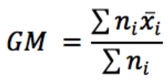 GM = ∑ nᵢx̄ᵢ / ∑ nᵢ